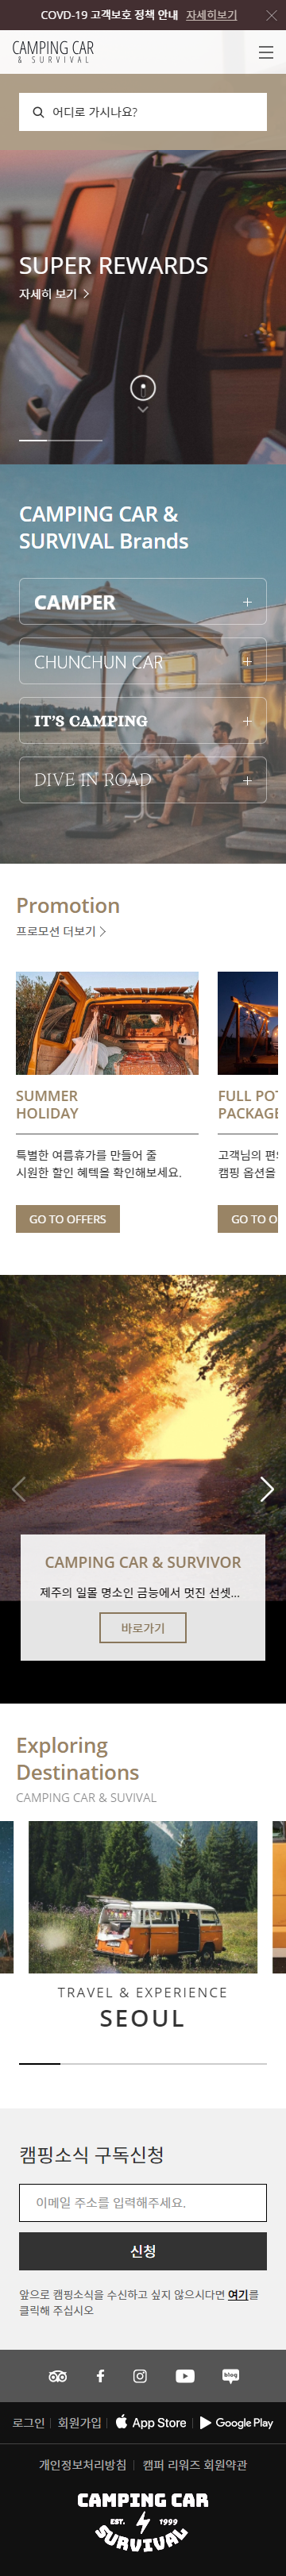 COVD-19 고객보호 정책 안내 자세히보기
CAMPING CAR
& SURVIVAL
어디로 가시나요?
SUPER REWARDS
자세히 보기
CAMPING CAR &
SURVIVAL Brands
CAMPER
CHUNCHUN CAR
IT'S CAMPING
DIVE IN ROAD
Promotion
프로모션 더보기
SUMMER
HOLIDAY
특별한 여름휴가를 만들어 줄
시원한 할인 혜텍을 확인해보세요.
GO TO OFFERS
FULL POT
PACKAGE
고객님의 편의
캠핑 옵션을
GO TO O
CAMPING CAR & SURVIVOR
제주의 일몰 명소인 금능에서 멋진 선셋...
바로가기
Exploring
Destinations
CAMPING CAR & SUVIVAL
TRAVEL & EXPERIENCE
SEOUL
캠핑소식 구독신청
이메일 주소를 입력해주세요.
신청
앞으로 캠핑소식을 수신하고 싶지 않으시다면 여기를
클릭해 주십시오
blog
로그인 회원가입 App Store Google Play
개인정보처리방침 캠퍼 리워즈 회원약관
CAMPING CAR
EST. 1999
SURVIVAL